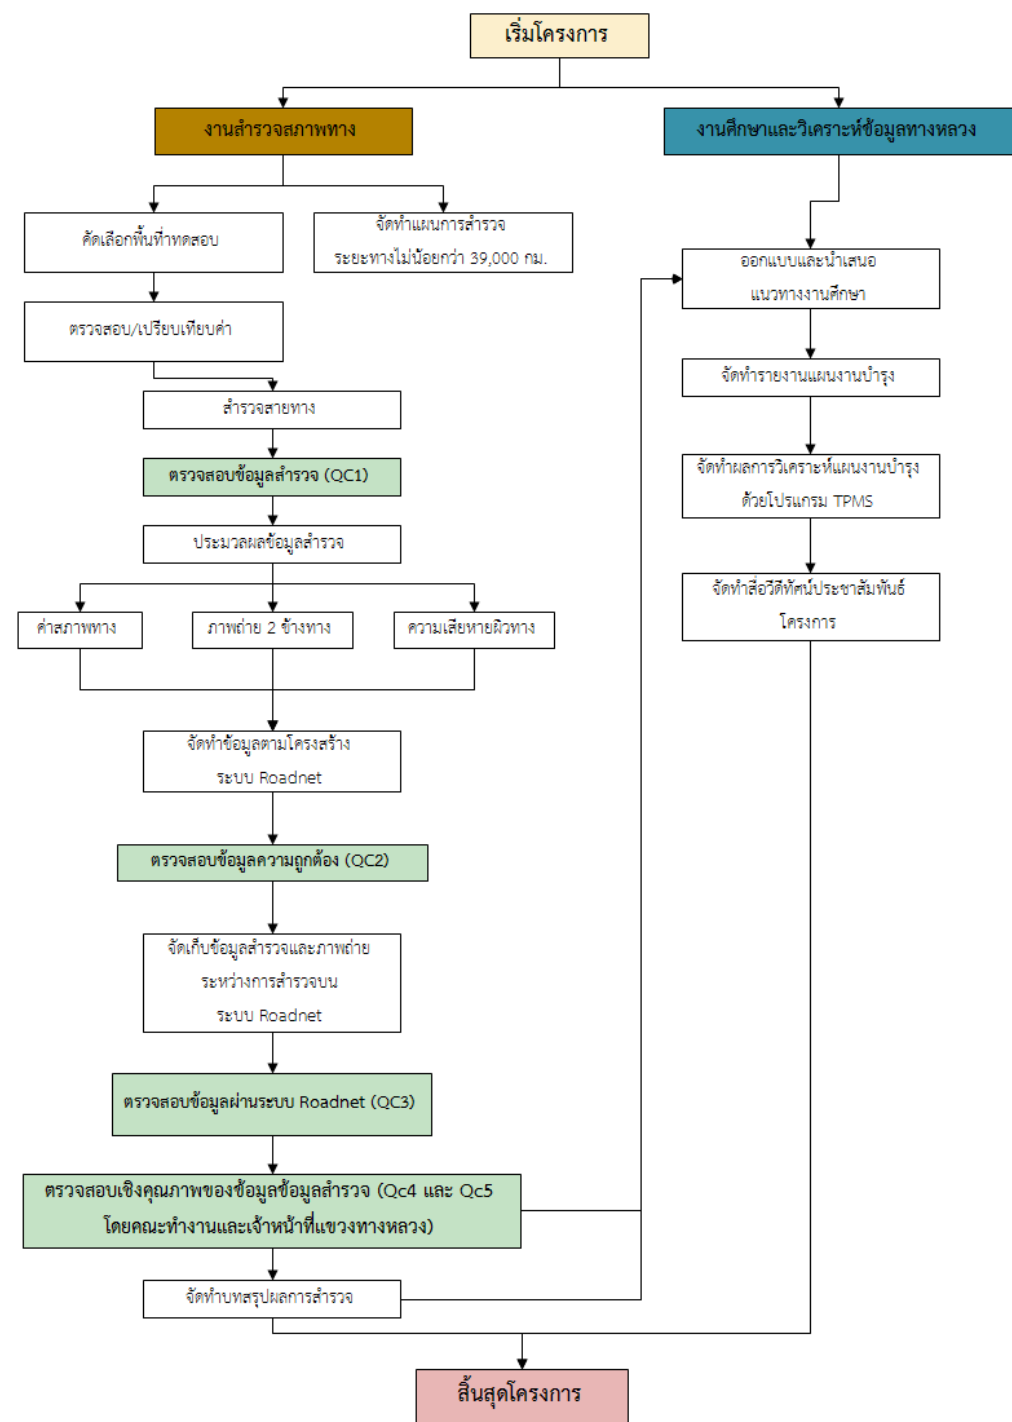 เริ่มโครงการ
งานสำรวจสภาพทาง
งานศึกษาและวิเคราะห์ข้อมูลทางหลวง
คัดเลือกพื้นที่ทดสอบ
จัดทำแผนการสำรวจ
ระยะทางไม่น้อยกว่า 39,000 กม.
ออกแบบและนำเสนอ
แนวทางงานศึกษา
ตรวจสอบ/เปรียบเทียบค่า
จัดทำรายงานแผนงานบำรุง
สำรวจสายทาง
ตรวจสอบข้อมูลสำรวจ (QC1)
จัดทำผลการวิเคราะห์แผนงานบำรุง
ด้วยโปรแกรม TPMS
ประมวลผลข้อมูลสำรวจ
จัดทำสื่อวีดีทัศน์ประชาสัมพันธ์
โครงการ
ค่าสภาพทาง
ภาพถ่าย 2 ข้างทาง
ความเสียหายผิวทาง
จัดทำข้อมูลตามโครงสร้าง
ระบบ Roadnet
ตรวจสอบข้อมูลความถูกต้อง (QC2)
จัดเก็บข้อมูลสำรวจและภาพถ่าย
ระหว่างการสำรวจบน
ระบบ Roadnet
ตรวจสอบข้อมูลผ่านระบบ Roadnet (QC3)
ตรวจสอบเชิงคุณภาพของข้อมูลข้อมูลสำรวจ (Qc4 และ Qc5
โดยคณะทำงานและเจ้าหน้าที่แขวงทางหลวง)
จัดทำบทสรุปผลการสำรวจ
สิ้นสุดโครงการ